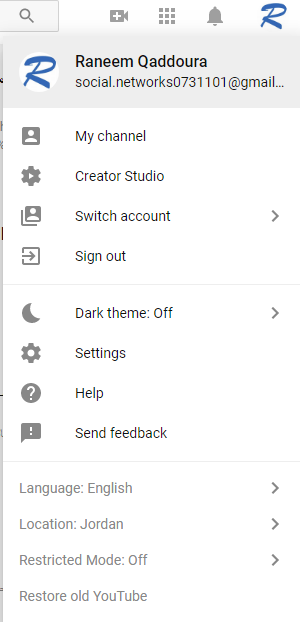 Raneem Qaddoura
social.networks0731101@gmail...
My channel
Creator Studio
Switch account
Sign out
Dark theme: Off
Settings
Help
Send feedback
Language: English
Location: Jordan
Restricted Mode: Off
Restore old YouTube